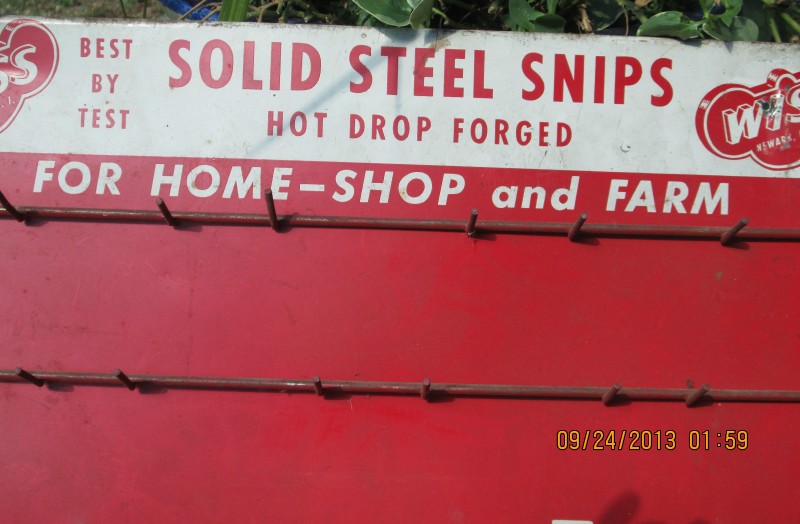 BEST
BY
TEST
SOLID STEEL SNIPS
HOT DROP FORGED
FOR HOME–SHOP and FARM
NEWARK,
09/24/2013 01:59